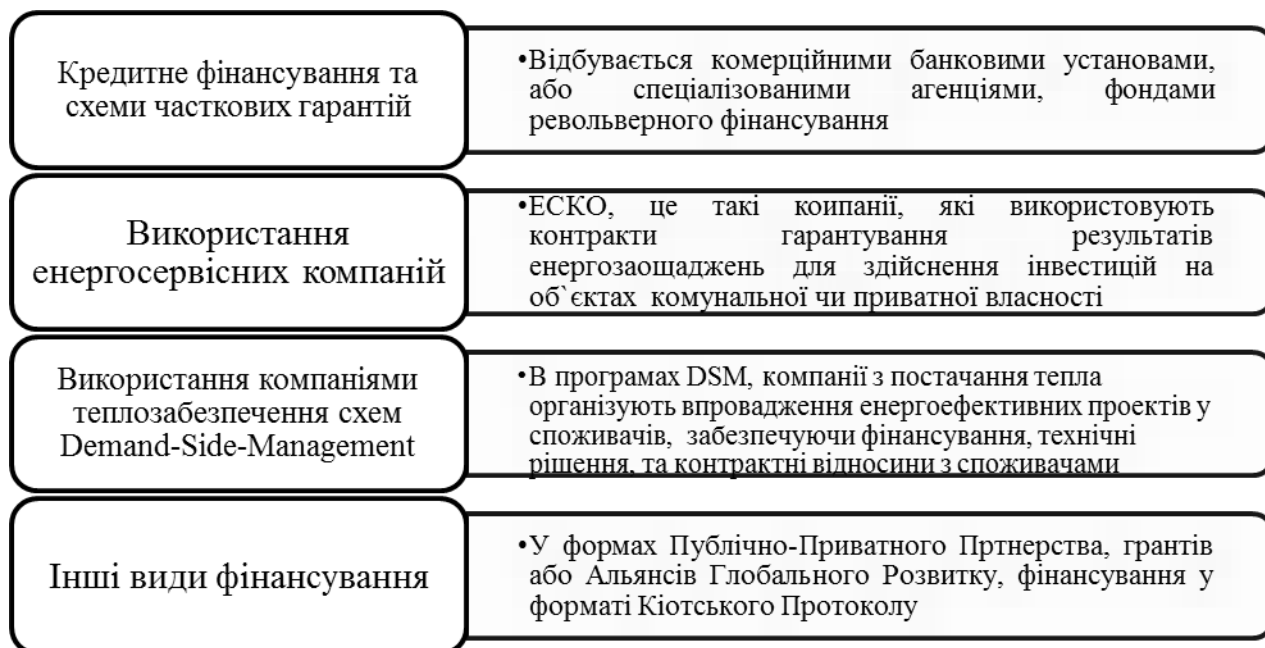 Кредитне фінансування та
схеми часткових гарантій
•Відбувається комерційними банковими установами,
або спеціалізованими агенціями, фондами
револьверного фінансування
Використання
енергосервісних компаній
•ЕСКО, це такі коипанії, які використовують
контракти гарантування результатів
енергозаощаджень для здійснення інвестицій на
об`єктах комунальної чи приватної власності
Використання компаніями
теплозабезпечення схем
Demand-Side-Management
•В програмах DSM, компанії з постачання тепла
організують впровадження енергоефективних проектів у
споживачів, забезпечуючи фінансування, технічні
рішення, та контрактні відносини з споживачами
Інші види фінансування
•У формах Публічно-Приватного Пртнерства, грантів
або Альянсів Глобального Розвитку, фінансування у
форматі Кіотського Протоколу